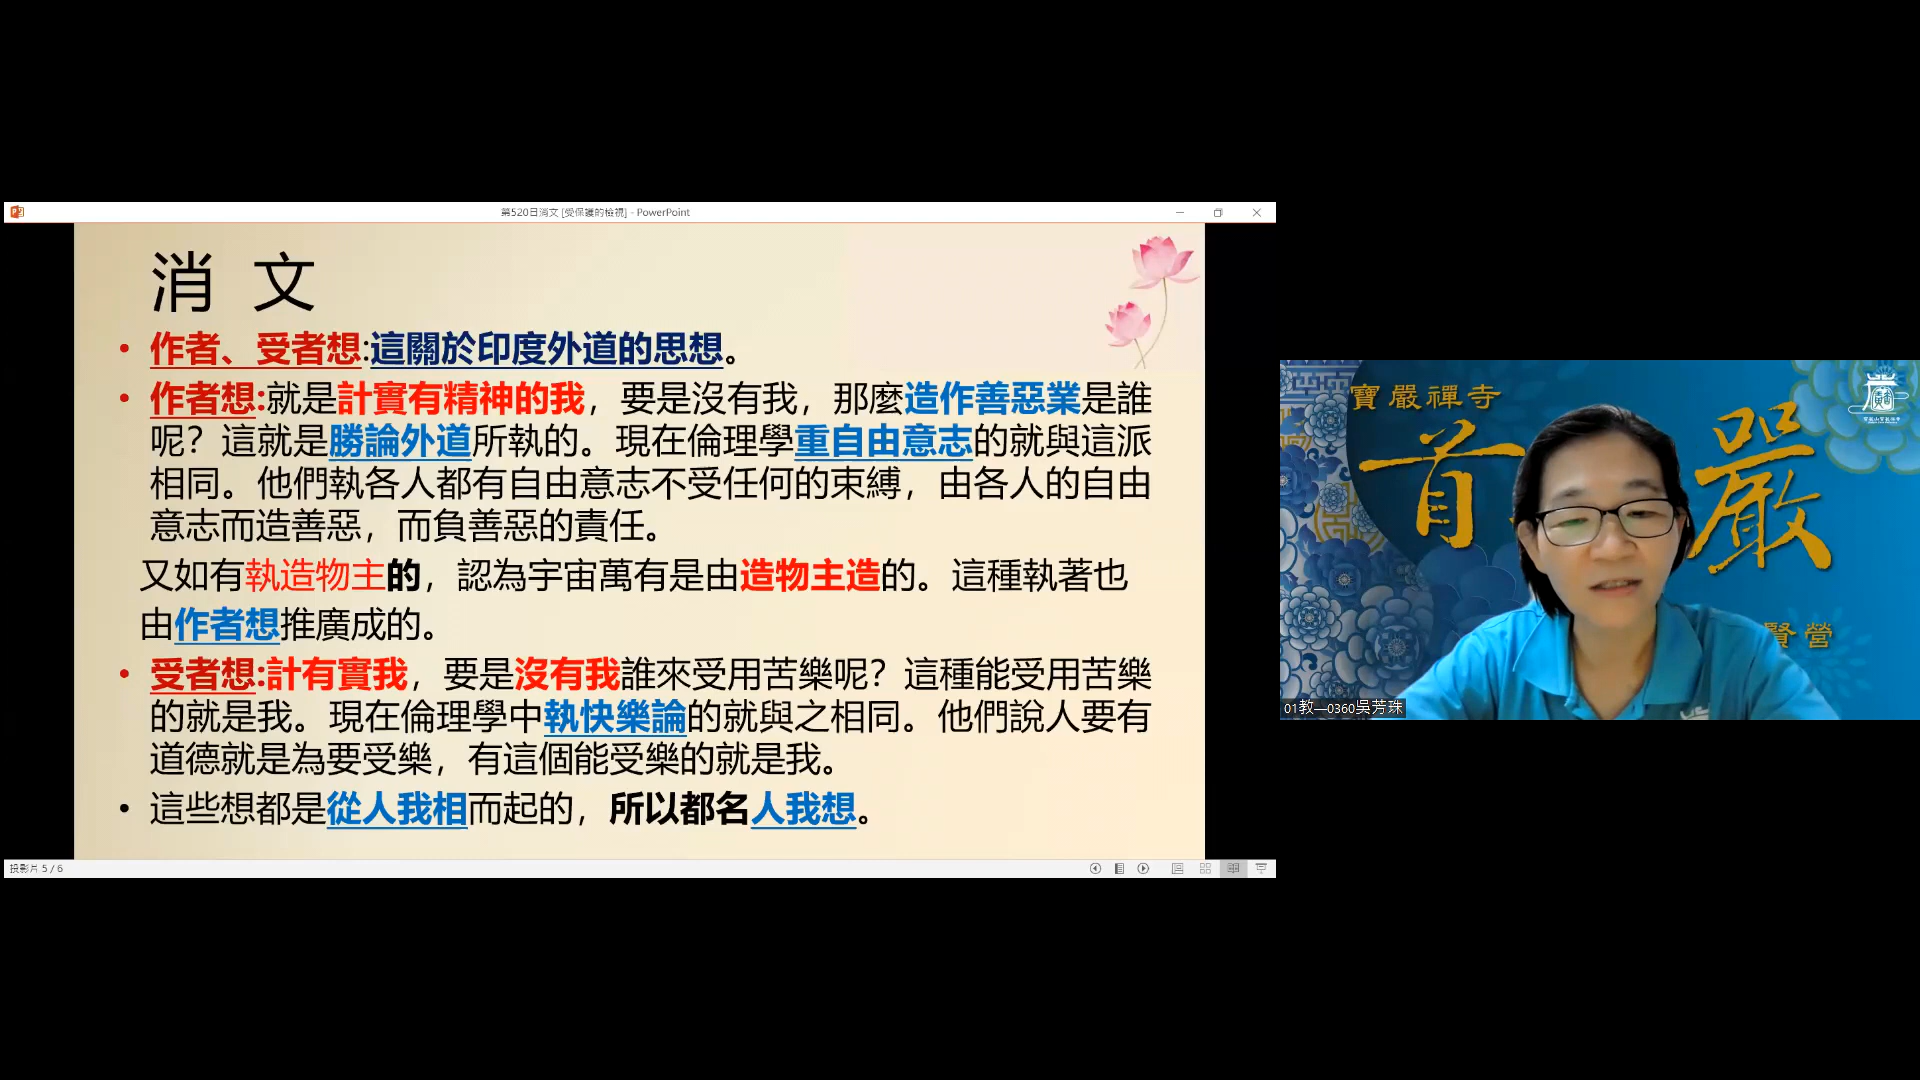 第520日消文 [受保護的檢視] - PowerPoint
消 文
• 作者、受者想:這關於印度外道的思想。
• 作者想:就是計實有精神的我，要是沒有我，那麼造作善惡業是誰
呢？這就是勝論外道所執的。現在倫理學重自由意志的就與這派
相同。他們執各人都有自由意志不受任何的束縛，由各人的自由
意志而造善惡，而負善惡的責任。
又如有執造物主的，認為宇宙萬有是由造物主造的。這種執著也
由作者想推廣成的。
• 受者想:計有實我，要是沒有我誰來受用苦樂呢？這種能受用苦樂
的就是我。現在倫理學中執快樂論的就與之相同。他們說人要有
道德就是為要受樂，有這個能受樂的就是我。
• 這些想都是從人我相而起的，所以都名人我想。
投影片 5 / 6
寶嚴禪寺
首 嚴
賢營
01教—0360吳芳珠